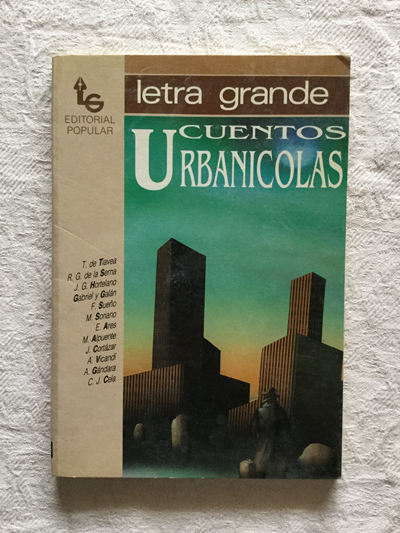 LG
EDITORIAL
POPULAR
letra grande
CUENTOS
URBANICOLAS
T. de Tlavea
R. G. de la Serna
J. G. Hortelano
Gabriel y Galán
F. Sueño
M. Soriano
E. Ares
M. Alpuente
J. Cortázar
A. Vicandi
A. Gándara
C. J. Cela